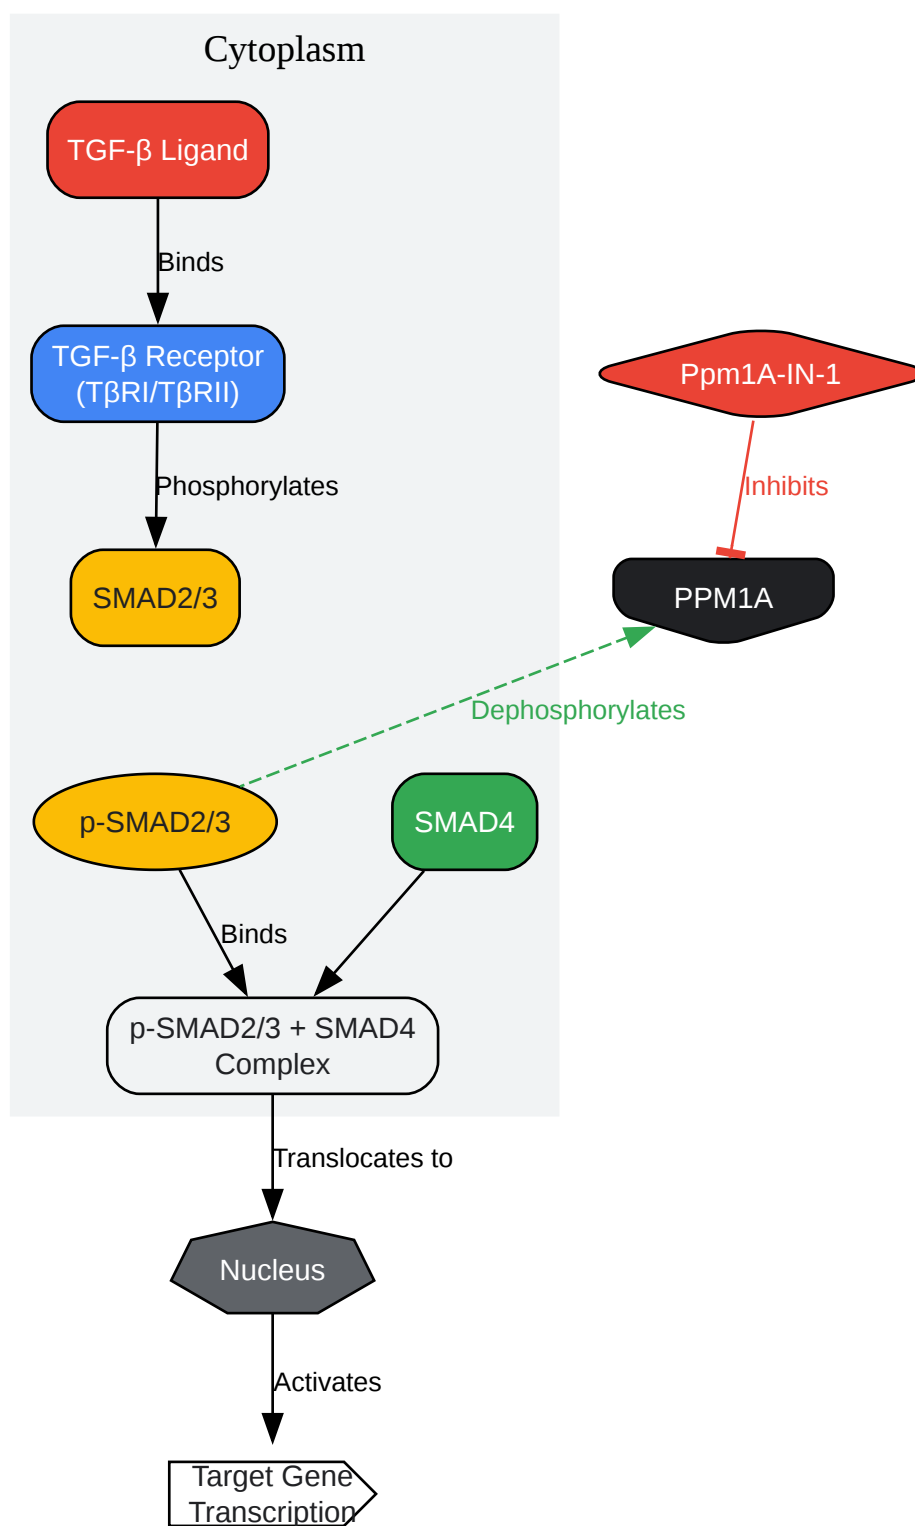 Cytoplasm
TGF-β Ligand
Binds
TGF-β Receptor
(TβRI/TβRII)
Ppm1A-IN-1
Phosphorylates
Inhibits
SMAD2/3
PPM1A
Dephosphorylates
p-SMAD2/3
SMAD4
Binds
p-SMAD2/3 + SMAD4
Complex
Translocates to
Nucleus
Activates
Target Gene
Transcription